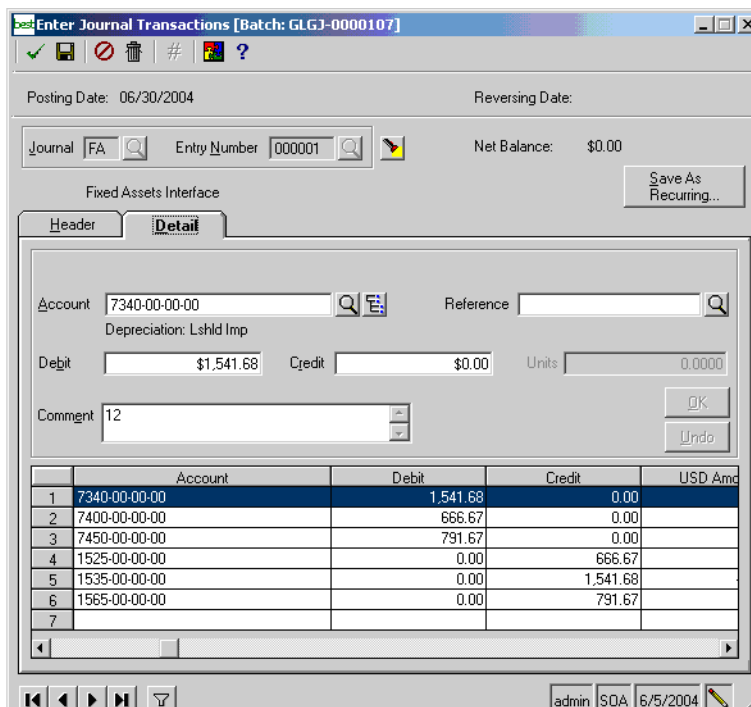 best Enter Journal Transactions [Batch: GLGJ-0000107]
# ?
Posting Date: 06/30/2004 Reversing Date:
Journal FA Entry Number 000001 Net Balance: $0.00
Fixed Assets Interface
Save As
Recurring...
Header Detail
Account 7340-00-00-00 Reference
Depreciation: Lshld Imp
Debit $1,541.68 Credit $0.00 Units 0.0000
Comment 12
OK
Undo
Account Debit Credit USD Amo
1 7340-00-00-00 1,541.68 0.00
2 7400-00-00-00 666.67 0.00
3 7450-00-00-00 791.67 0.00
4 1525-00-00-00 0.00 666.67
5 1535-00-00-00 0.00 1,541.68
6 1565-00-00-00 0.00 791.67
7
admin SOA 6/5/2004